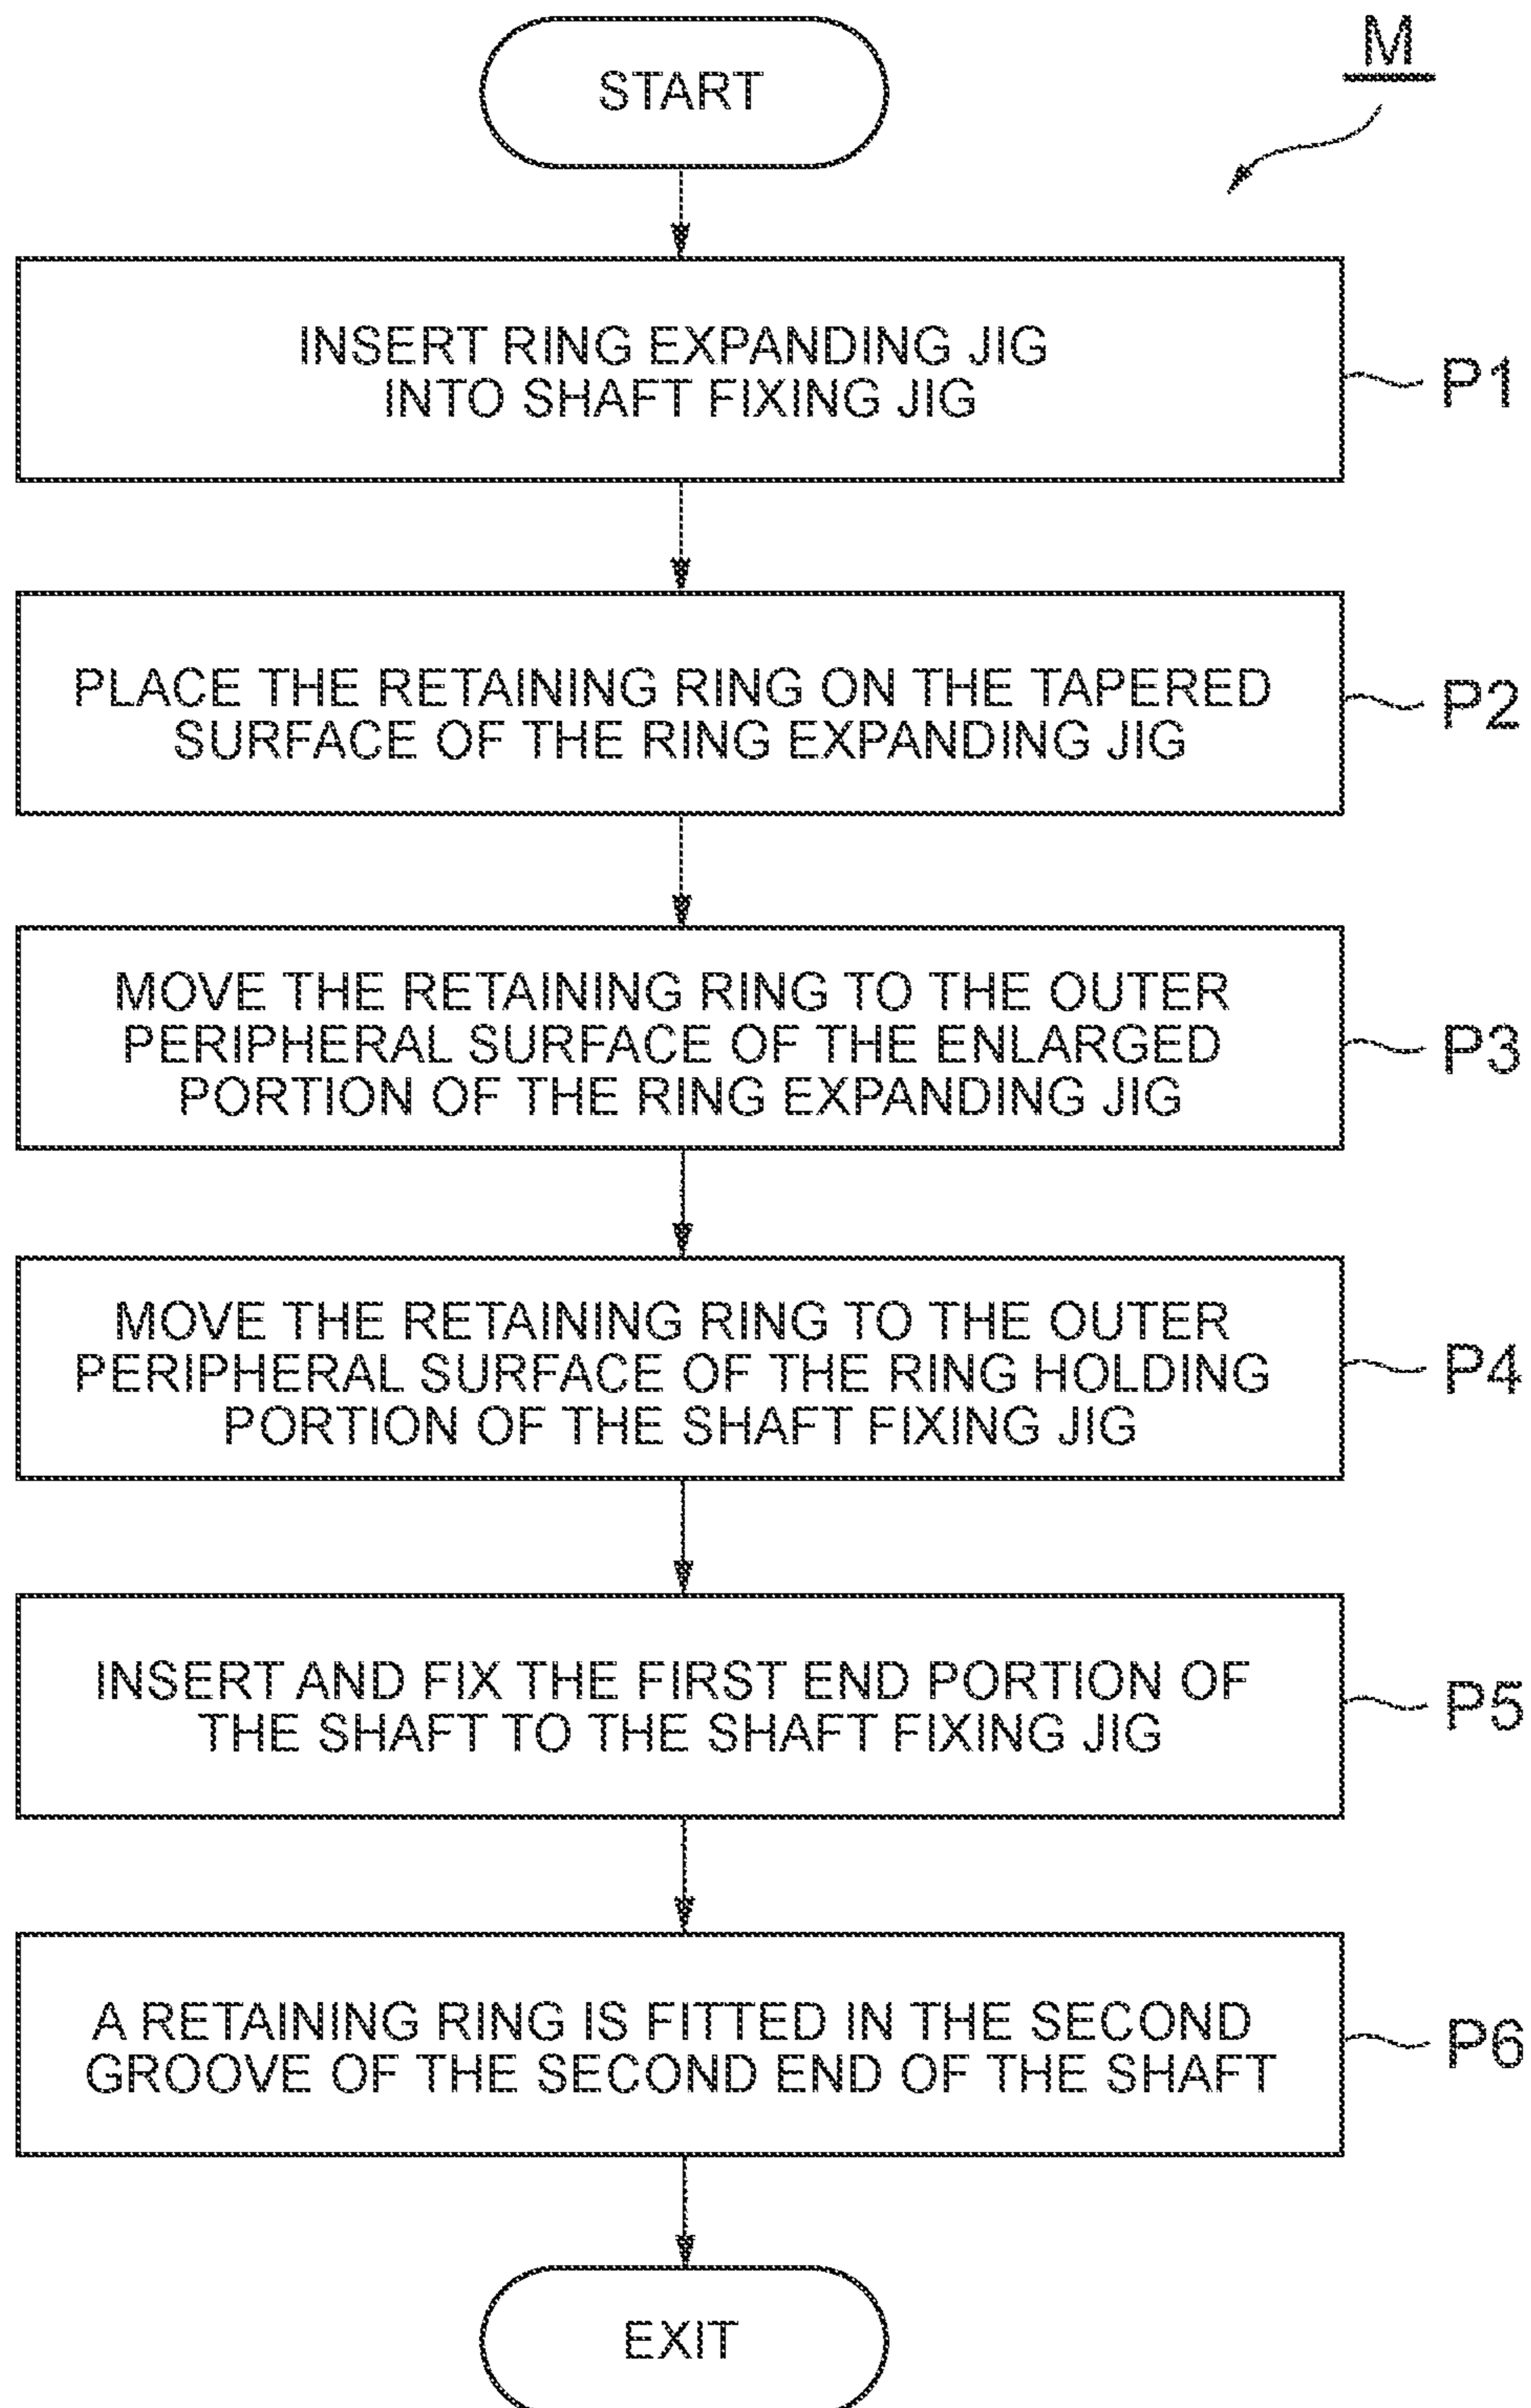 M
START
INSERT RING EXPANDING JIG
INTO SHAFT FIXING JIG
P1
PLACE THE RETAINING RING ON THE TAPERED
SURFACE OF THE RING EXPANDING JIG
P2
MOVE THE RETAINING RING TO THE OUTER
PERIPHERAL SURFACE OF THE ENLARGED
PORTION OF THE RING EXPANDING JIG
P3
MOVE THE RETAINING RING TO THE OUTER
PERIPHERAL SURFACE OF THE RING HOLDING
PORTION OF THE SHAFT FIXING JIG
P4
INSERT AND FIX THE FIRST END PORTION OF
THE SHAFT TO THE SHAFT FIXING JIG
P5
A RETAINING RING IS FITTED IN THE SECOND
GROOVE OF THE SECOND END OF THE SHAFT
P6
EXIT